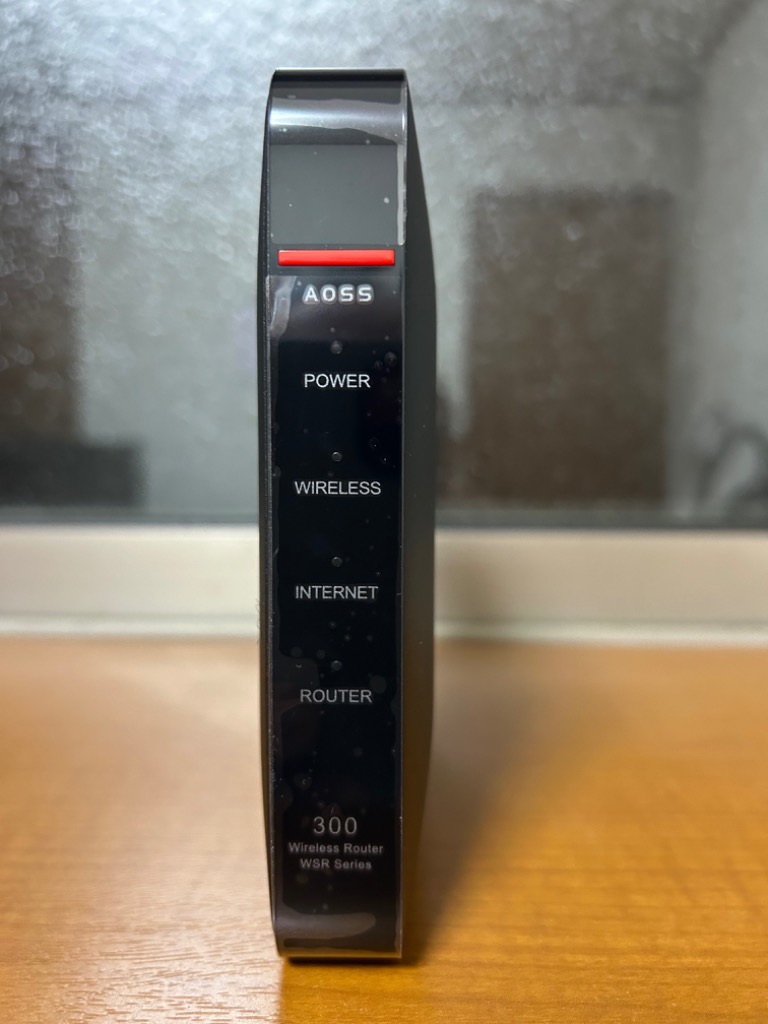 AOSS
POWER
WIRELESS
INTERNET
ROUTER
300
Wireless Router
WSR Series